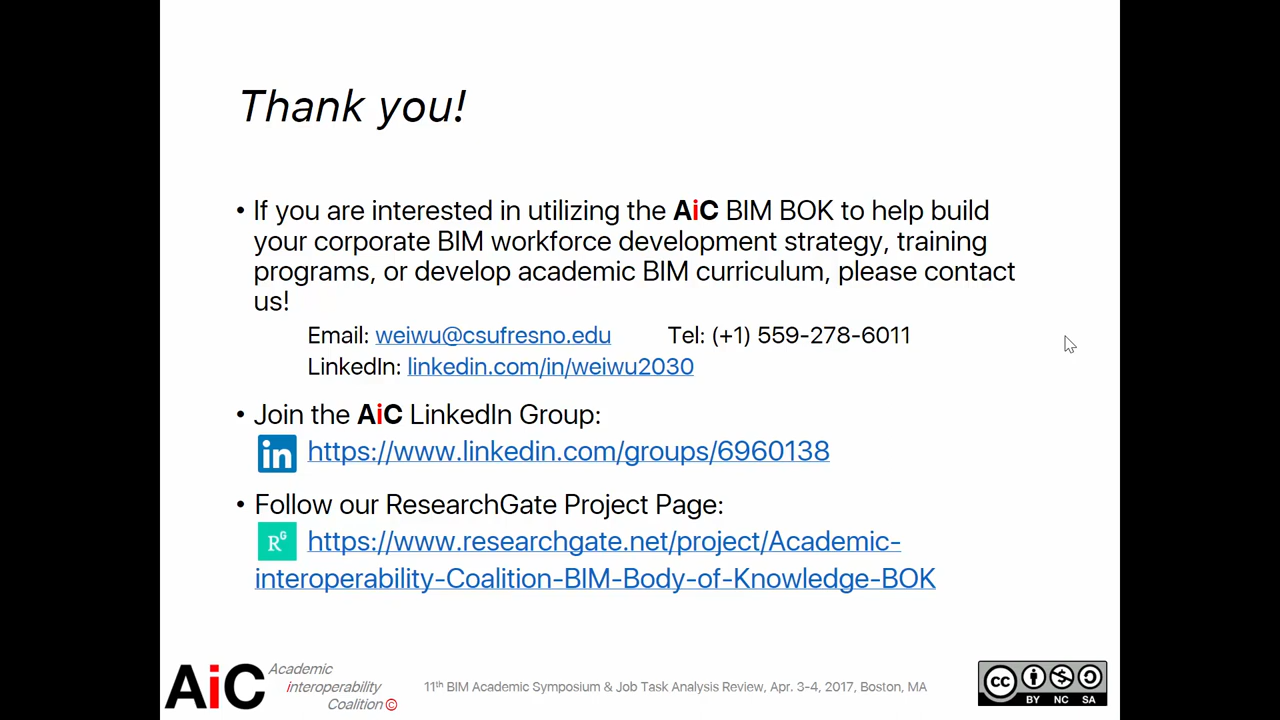 Thank you!
• If you are interested in utilizing the AiC BIM BOK to help build
your corporate BIM workforce development strategy, training
programs, or develop academic BIM curriculum, please contact
us!
Email: weiwu@csufresno.edu Tel: (+1) 559-278-6011
LinkedIn: linkedin.com/in/weiwu2030
• Join the AiC LinkedIn Group:
in https://www.linkedin.com/groups/6960138
• Follow our ResearchGate Project Page:
RG https://www.researchgate.net/project/Academic-
interoperability-Coalition-BIM-Body-of-Knowledge-BOK
AiC Academic
interoperability
Coalition ©
11th BIM Academic Symposium & Job Task Analysis Review, Apr. 3-4, 2017, Boston, MA
cc BY NC SA